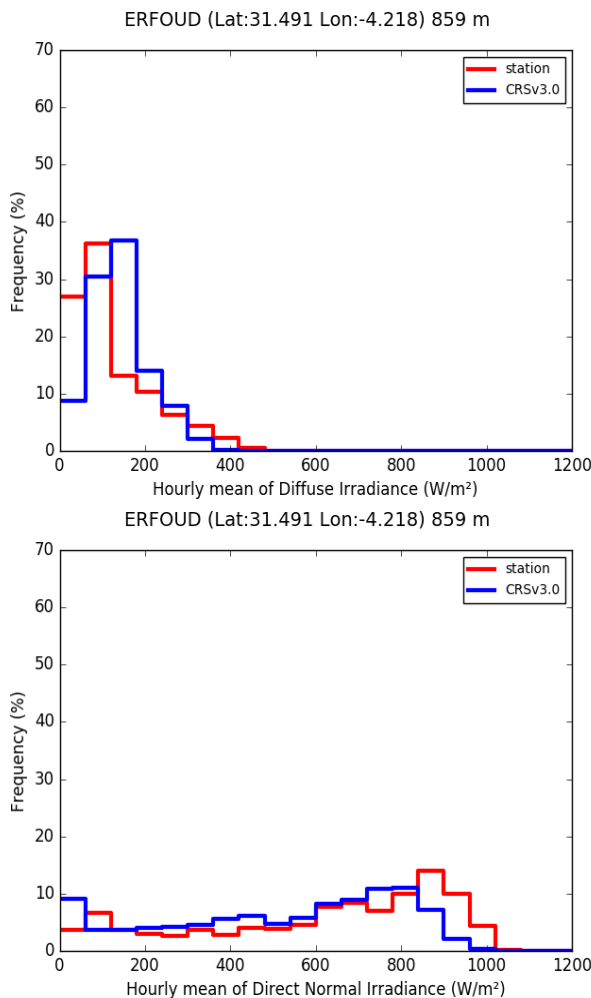 ERFOUD (Lat:31.491 Lon:-4.218) 859 m
70
60
50
40
30
20
10
0
Frequency (%)
station
CRSv3.0
0 200 400 600 800 1000 1200
Hourly mean of Diffuse Irradiance (W/m²)
ERFOUD (Lat:31.491 Lon:-4.218) 859 m
70
60
50
40
30
20
10
0
Frequency (%)
station
CRSv3.0
0 200 400 600 800 1000 1200
Hourly mean of Direct Normal Irradiance (W/m²)